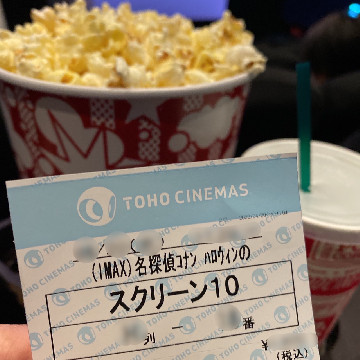 TOHO CINEMAS
(IMAX)名探偵コナン ハロウィンの
スクリーン10
列 ー 番
¥
(税込)